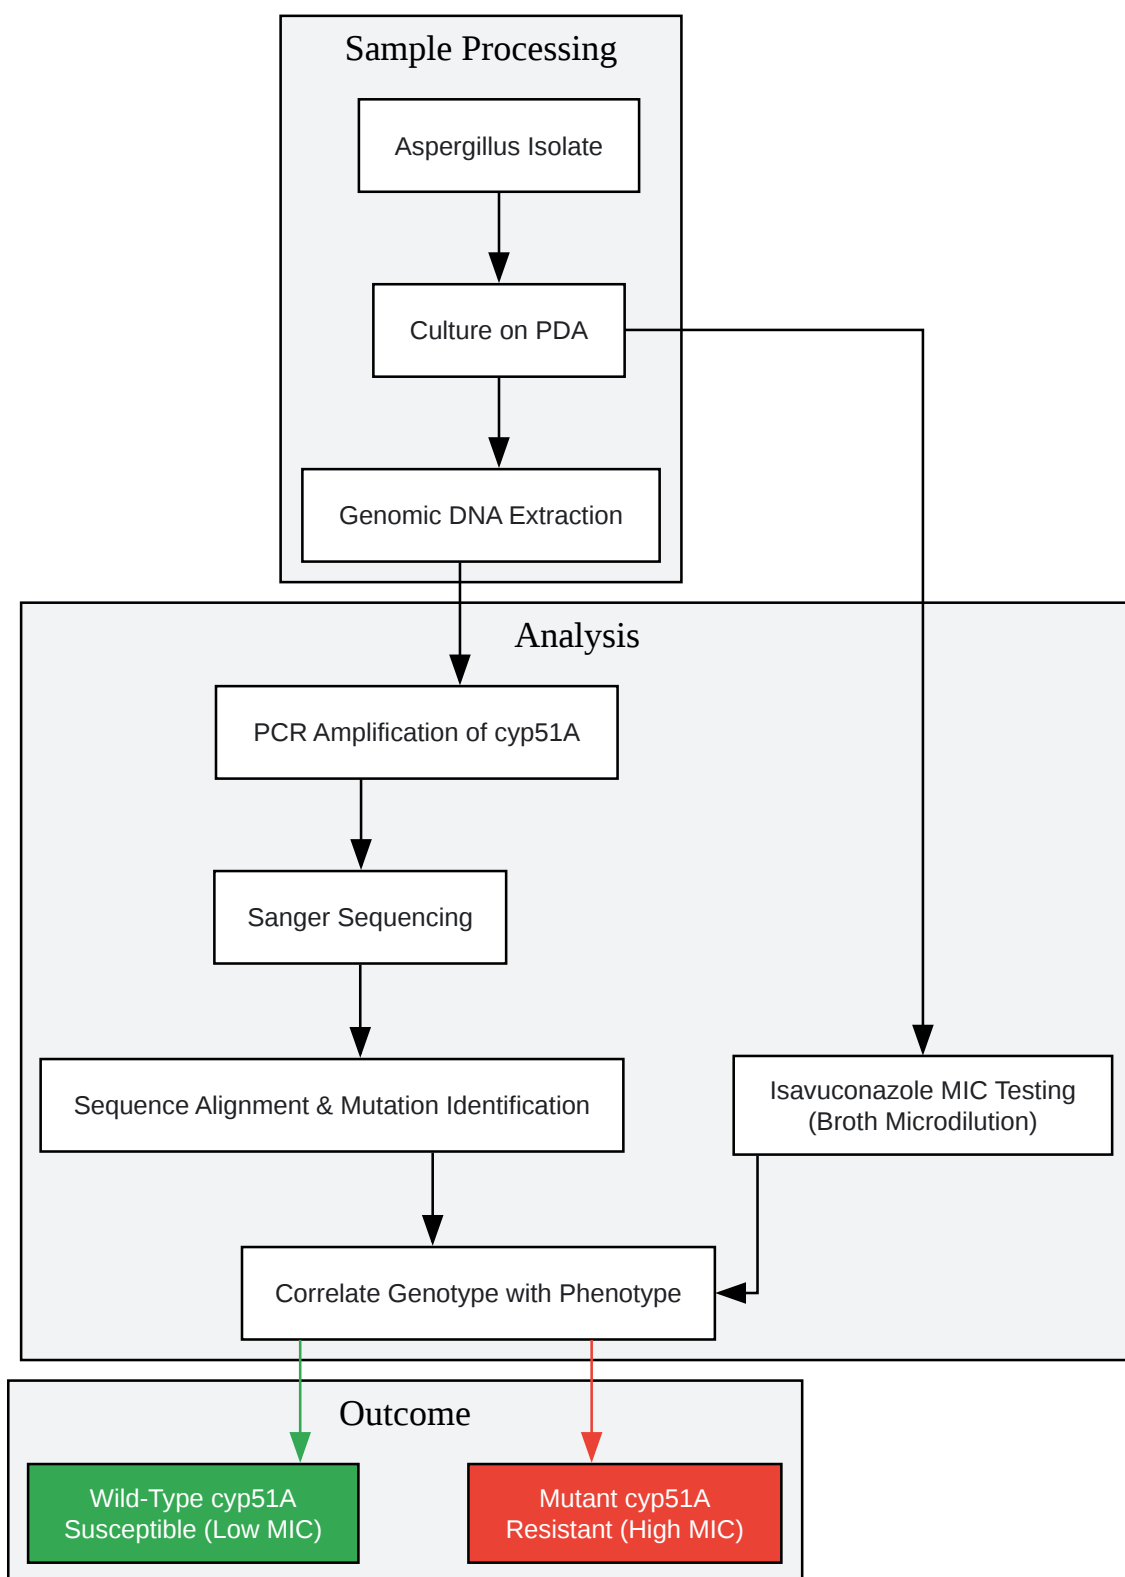 Sample Processing
Aspergillus Isolate
Culture on PDA
Genomic DNA Extraction
Analysis
PCR Amplification of cyp51A
Sanger Sequencing
Sequence Alignment & Mutation Identification
Isavuconazole MIC Testing
(Broth Microdilution)
Correlate Genotype with Phenotype
Outcome
Wild-Type cyp51A
Susceptible (Low MIC)
Mutant cyp51A
Resistant (High MIC)